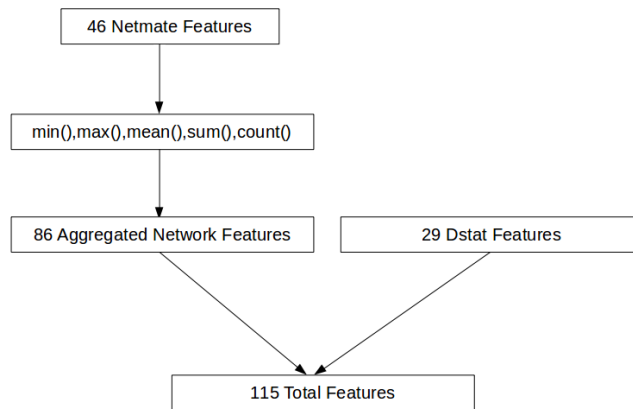 46 Netmate Features
min(),max(),mean(),sum(),count()
86 Aggregated Network Features
29 Dstat Features
115 Total Features